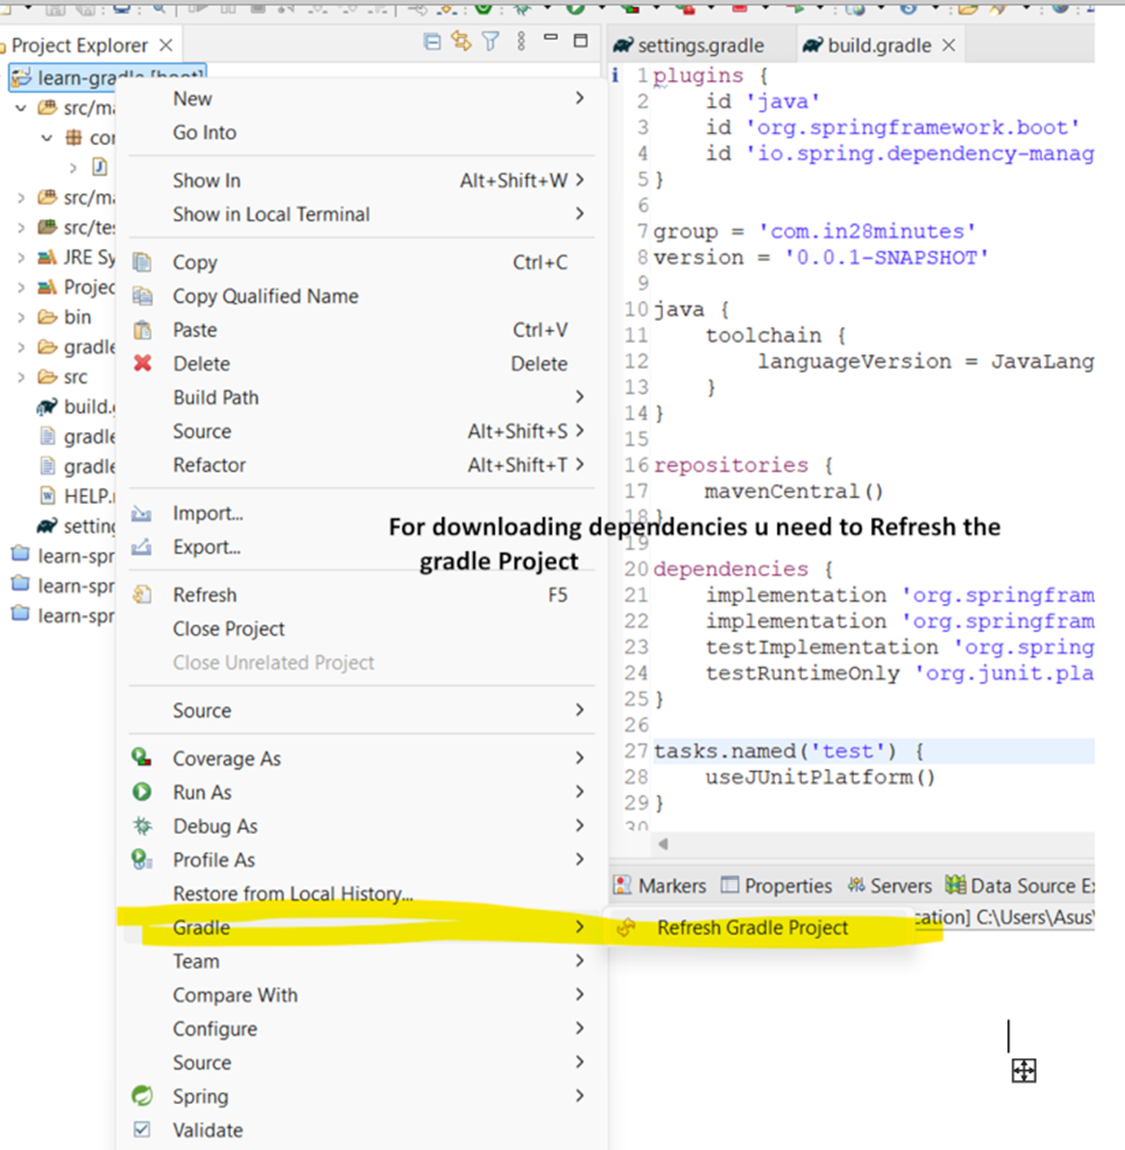 Project Explorer
settings.gradle
build.gradle
learn-gradle [boot]
src/ma
cor
src/ma
src/tes
JRE Sy
Projec
bin
gradle
src
build.g
gradle
gradle
HELP.
setting
learn-spr
learn-spr
learn-spr
New
Go Into
Show In Alt+Shift+W
Show in Local Terminal
Copy Ctrl+C
Copy Qualified Name
Paste Ctrl+V
Delete Delete
Build Path
Source Alt+Shift+S
Refactor Alt+Shift+T
Import...
Export...
Refresh F5
Close Project
Close Unrelated Project
Source
Coverage As
Run As
Debug As
Profile As
Restore from Local History...
Gradle
Refresh Gradle Project
Team
Compare With
Configure
Source
Spring
Validate
For downloading dependencies u need to Refresh the
gradle Project
1 plugins {
2 id 'java'
3 id 'org.springframework.boot'
4 id 'io.spring.dependency-manag
5 }
6
7 group = 'com.in28minutes'
8 version = '0.0.1-SNAPSHOT'
9
10 java {
11 toolchain {
12 languageVersion = JavaLang
13 }
14 }
15
16 repositories {
17 mavenCentral()
18 }
19
20 dependencies {
21 implementation 'org.springfram
22 implementation 'org.springfram
23 testImplementation 'org.spring
24 testRuntimeOnly 'org.junit.pla
25 }
26
27 tasks.named('test') {
28 useJUnitPlatform()
29 }
30
Markers Properties Servers Data Source Ex
cation] C:\Users\Asus\